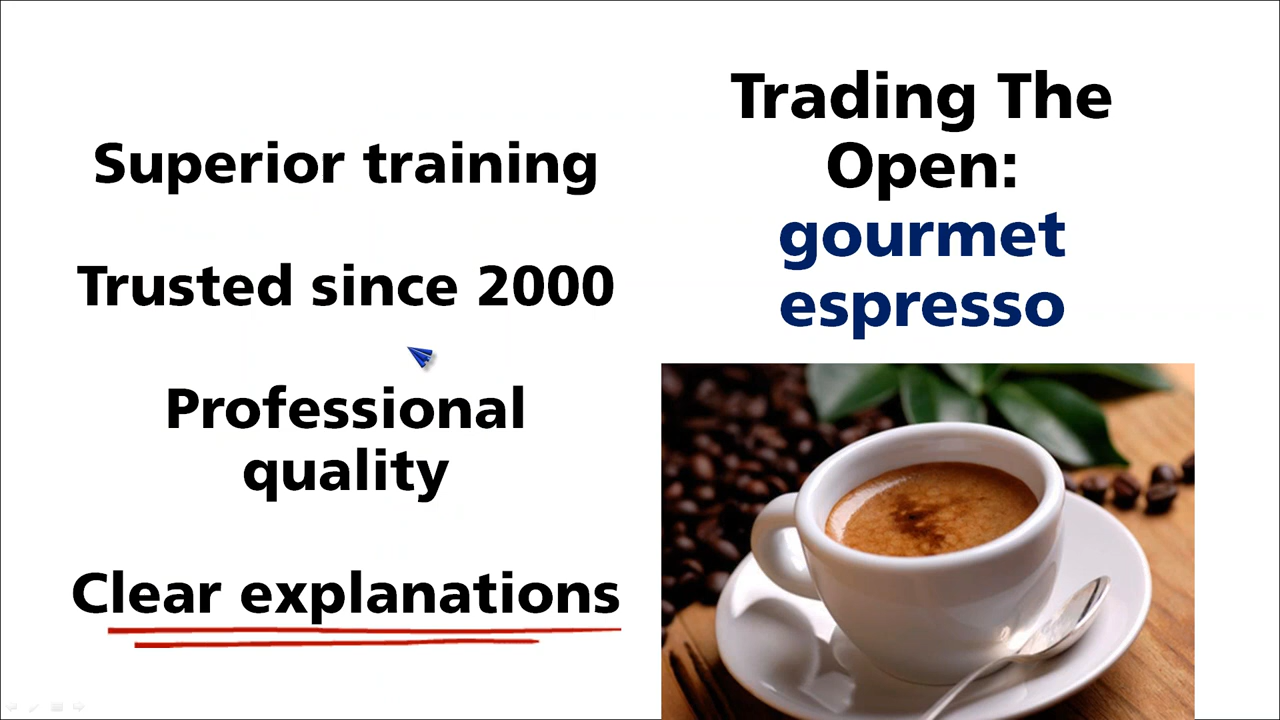 Superior training
Trusted since 2000
Professional
quality
Clear explanations
Trading The
Open:
gourmet
espresso